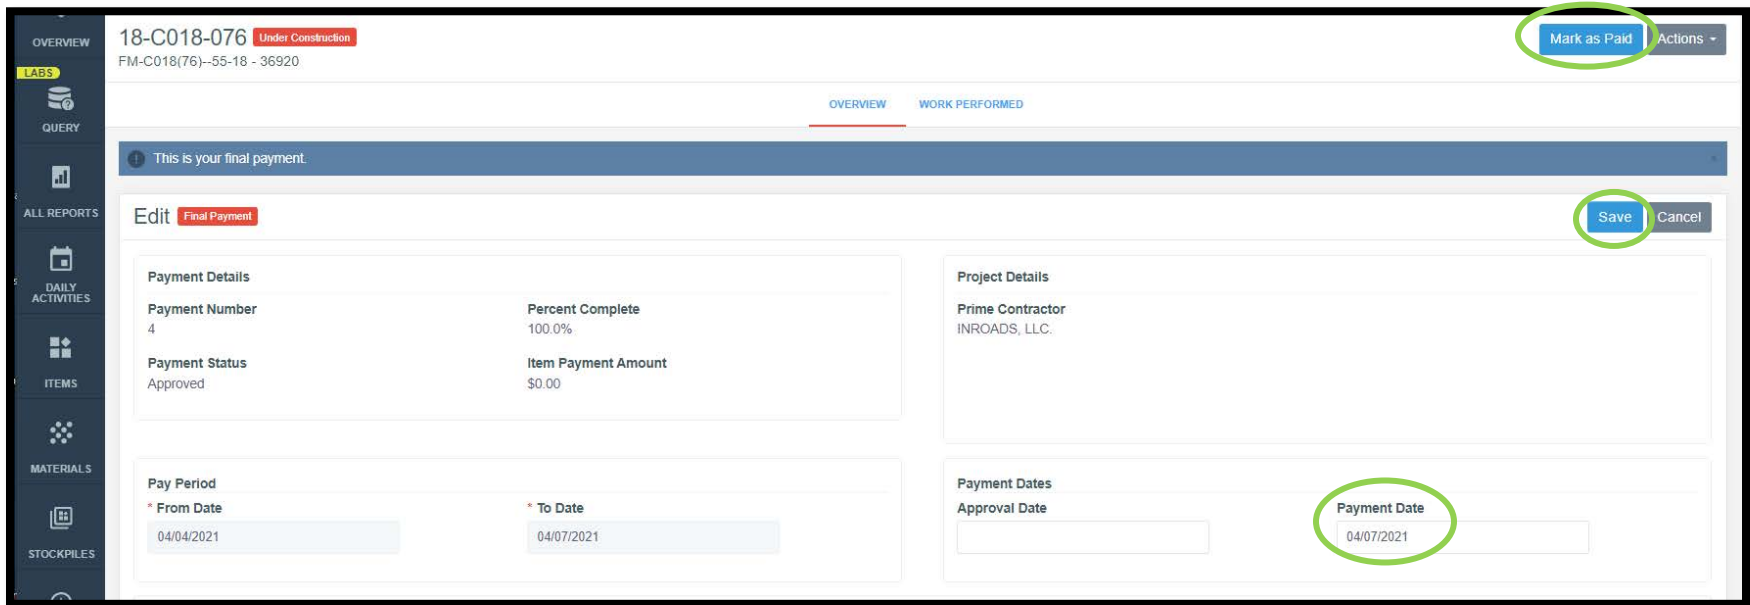 OVERVIEW
LABS
QUERY
ALL REPORTS
DAILY
ACTIVITIES
ITEMS
MATERIALS
STOCKPILES
18-C018-076 Under Construction
FM-C018(76)--55-18 - 36920
Mark as Paid Actions
OVERVIEW WORK PERFORMED
This is your final payment.
Edit Final Payment
Save Cancel
Payment Details
Payment Number Percent Complete
4 100.0%
Payment Status Item Payment Amount
Approved $0.00
Project Details
Prime Contractor
INROADS, LLC.
Pay Period
* From Date * To Date
04/04/2021 04/07/2021
Payment Dates
Approval Date Payment Date
04/07/2021